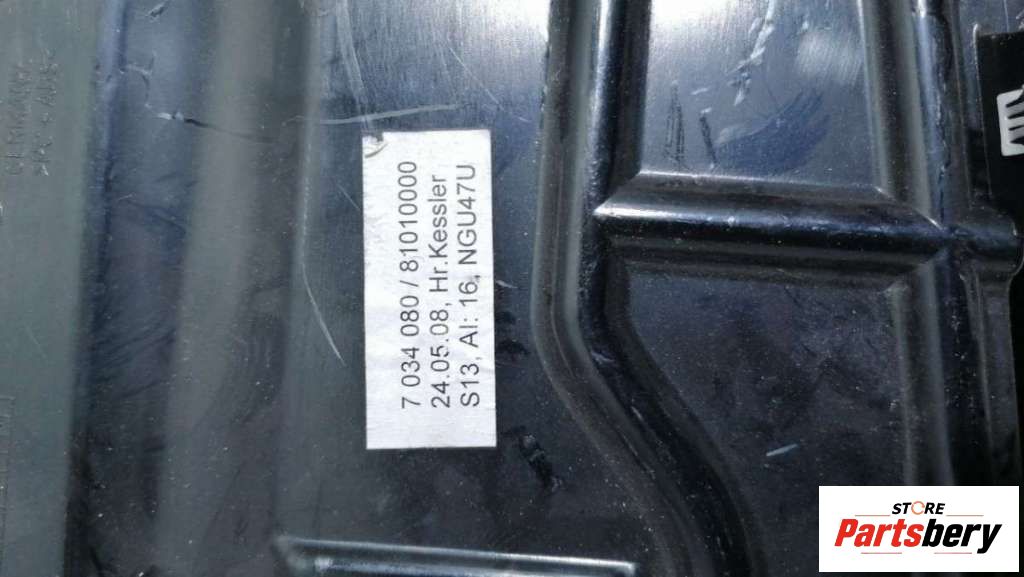 7 034 080 / 81010000
24.05.08, Hr.Kessler
S13, AI: 16, NGU47U
STORE
Partsbery